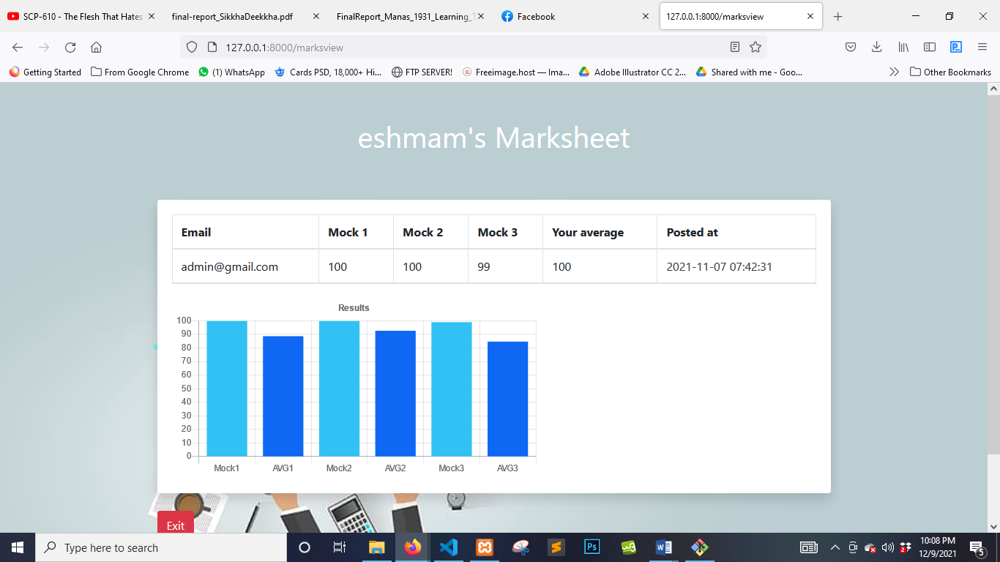 SCP-610 - The Flesh That Hates
final-report_SikkhaDeekkha.pdf
FinalReport_Manas_1931_Learning_T
Facebook
127.0.0.1:8000/marksview
127.0.0.1:8000/marksview
Getting Started
From Google Chrome
(1) WhatsApp
Cards PSD, 18,000+ Hi...
FTP SERVER!
Freeimage.host — Ima...
Adobe Illustrator CC 2...
Shared with me - Goo...
Other Bookmarks
eshmam's Marksheet
Email Mock 1 Mock 2 Mock 3 Your average Posted at
admin@gmail.com 100 100 99 100 2021-11-07 07:42:31
Results
100
90
80
70
60
50
40
30
20
10
0
Mock1 AVG1 Mock2 AVG2 Mock3 AVG3
Exit
Type here to search
Ps
10:08 PM
12/9/2021
5